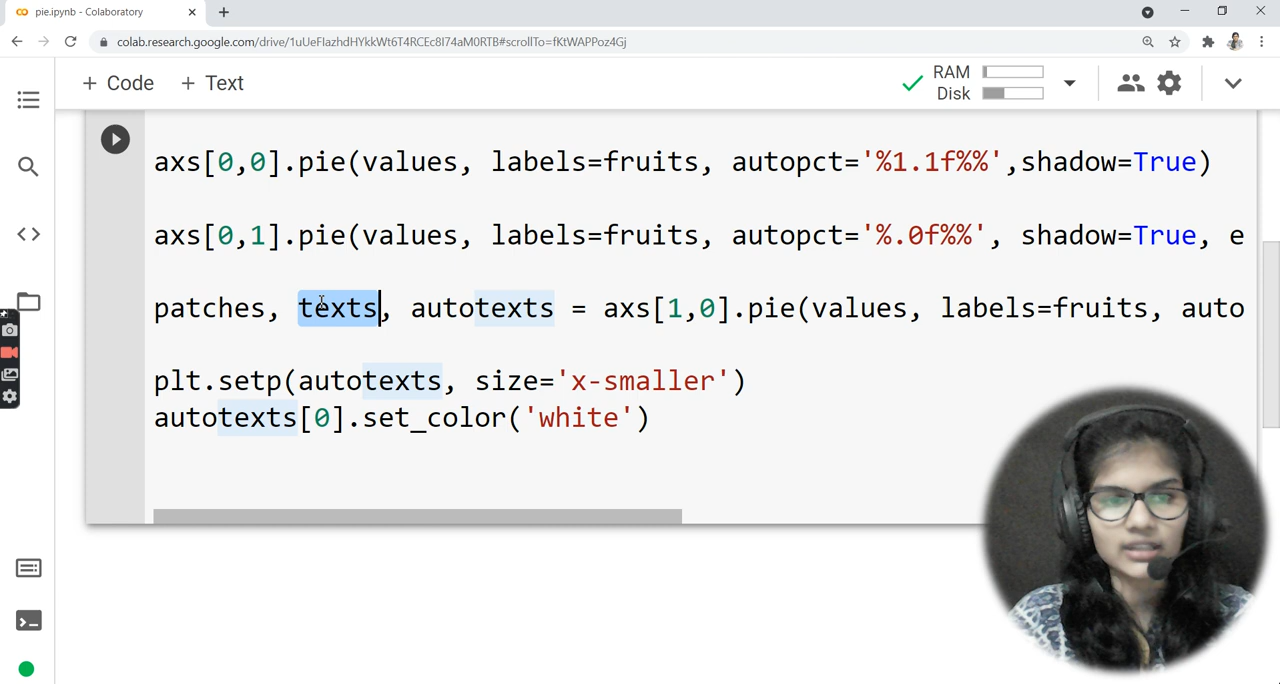 pie.ipynb - Colaboratory
colab.research.google.com/drive/1uUeFIazhdHYkkWt6T4RCEc8I74aM0RTB#scrollTo=fKtWAPPoz4Gj
+ Code + Text
RAM
Disk
axs[0,0].pie(values, labels=fruits, autopct='%1.1f%%',shadow=True)
axs[0,1].pie(values, labels=fruits, autopct='%.0f%%', shadow=True, e
patches, texts, autotexts = axs[1,0].pie(values, labels=fruits, auto
plt.setp(autotexts, size='x-smaller')
autotexts[0].set_color('white')